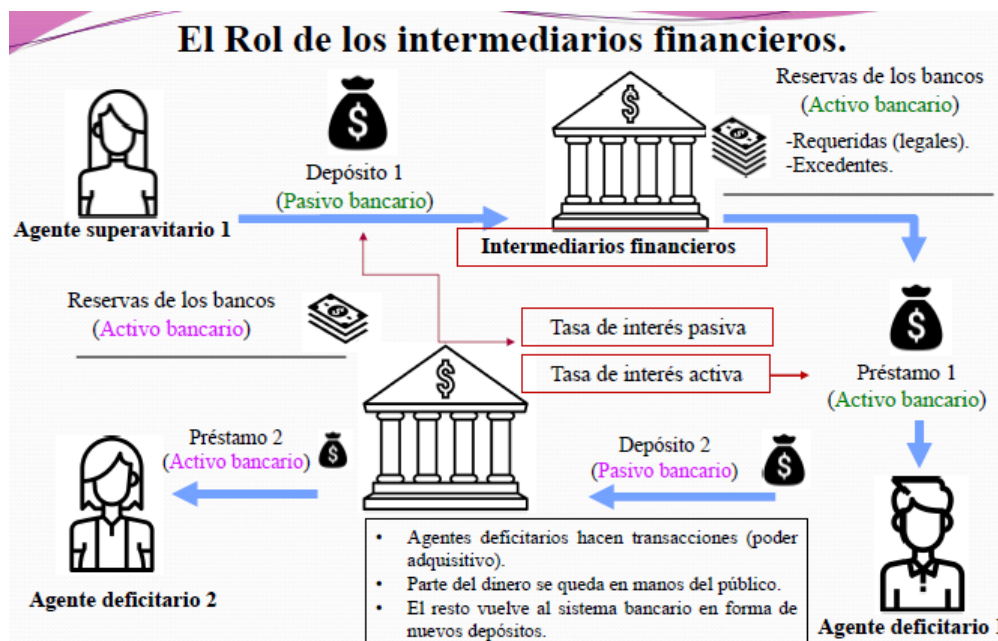 El Rol de los intermediarios financieros.
Agente superavitario 1
$
Depósito 1
(Pasivo bancario)
$
Intermediarios financieros
Reservas de los bancos
(Activo bancario)
-Requeridas (legales).
-Excedentes.
Reservas de los bancos
(Activo bancario)
Tasa de interés pasiva
Tasa de interés activa
$
Préstamo 1
(Activo bancario)
$
Préstamo 2
(Activo bancario)
$
Depósito 2
(Pasivo bancario)
$
Agente deficitario 2
• Agentes deficitarios hacen transacciones (poder
adquisitivo).
• Parte del dinero se queda en manos del público.
• El resto vuelve al sistema bancario en forma de
nuevos depósitos.
Agente deficitario 1